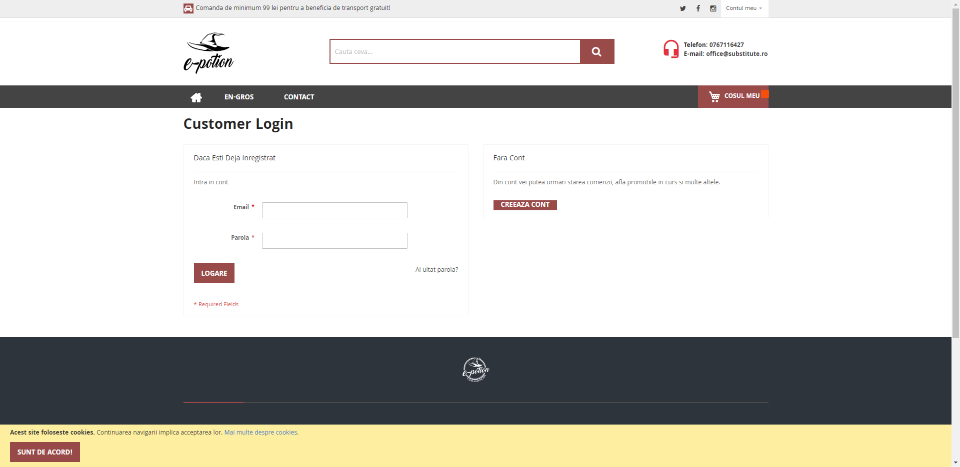 Comanda de minimum 99 lei pentru a beneficia de transport gratuit!
Contul meu
e-potion
Cauta ceva...
Telefon: 0767116427
E-mail: office@substitute.ro
EN-GROS
CONTACT
COSUL MEU
Customer Login
Daca Esti Deja Inregistrat
Intra in cont
Email *
Parola *
LOGARE
Ai uitat parola?
* Required Fields
Fara Cont
Din cont vei putea urmari starea comenzii, afla promotiile in curs si multe altele.
CREEAZA CONT
e-potion
Acest site foloseste cookies. Continuarea navigarii implica acceptarea lor. Mai multe despre cookies.
SUNT DE ACORD!